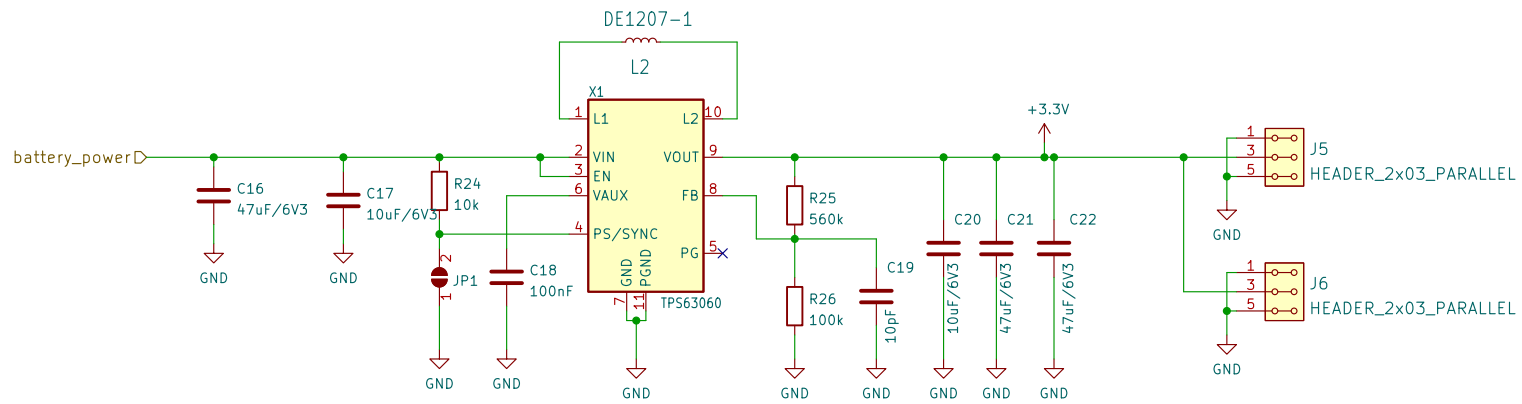 DE1207-1
L2
X1
1
L1
L2
10
battery_power
2
VIN
VOUT
9
3
EN
6
VAUX
FB
8
4
PS/SYNC
PG
5
GND
PGND
7
11
TPS63060
C16
47uF/6V3
GND
C17
10uF/6V3
GND
R24
10k
2
JP1
1
GND
C18
100nF
GND
GND
R25
560k
R26
100k
GND
C19
10pF
GND
C20
10uF/6V3
GND
C21
47uF/6V3
GND
C22
47uF/6V3
GND
+3.3V
1
3
5
J5
HEADER_2x03_PARALLEL
GND
1
3
5
J6
HEADER_2x03_PARALLEL
GND